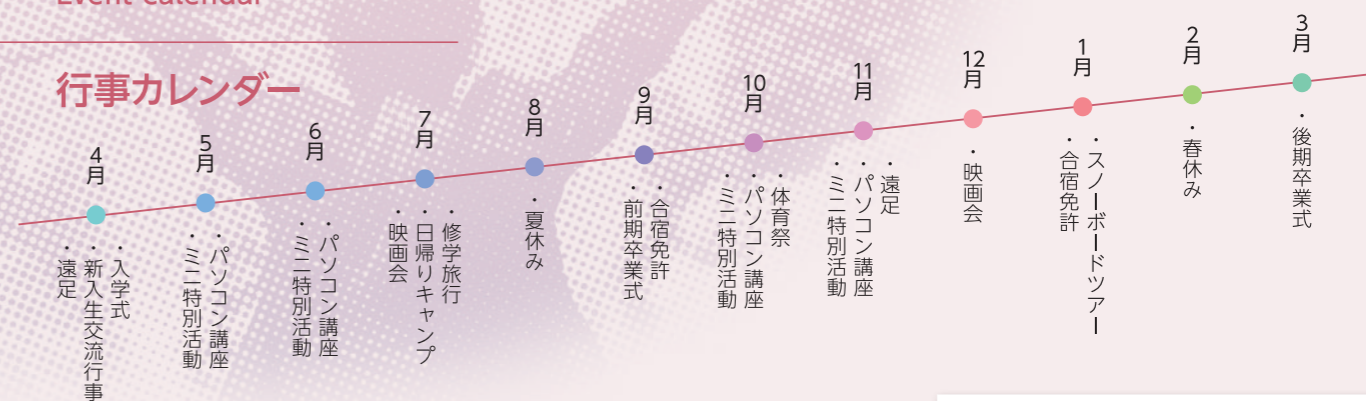 Event calendar
行事カレンダー
4月
・入学式
・新入生交流行事
・遠足
5月
・パソコン講座
・ミニ特別活動
6月
・パソコン講座
・ミニ特別活動
7月
・修学旅行
・日帰りキャンプ
・映画会
8月
・夏休み
9月
・合宿免許
・前期卒業式
10月
・体育祭
・パソコン講座
・ミニ特別活動
11月
・遠足
・パソコン講座
・ミニ特別活動
12月
・映画会
1月
・スノーボードツアー
・合宿免許
2月
・春休み
3月
・後期卒業式